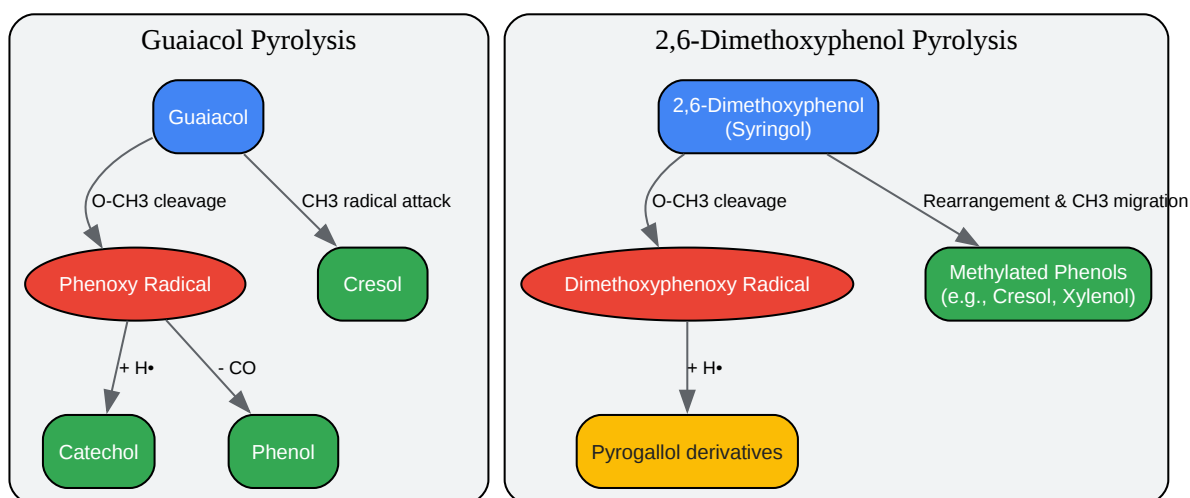 Guaiacol Pyrolysis
Guaiacol
O-CH3 cleavage
CH3 radical attack
Phenoxy Radical
Cresol
+ H•
- CO
Catechol
Phenol
2,6-Dimethoxyphenol Pyrolysis
2,6-Dimethoxyphenol
(Syringol)
O-CH3 cleavage
Rearrangement & CH3 migration
Dimethoxyphenoxy Radical
Methylated Phenols
(e.g., Cresol, Xylenol)
+ H•
Pyrogallol derivatives